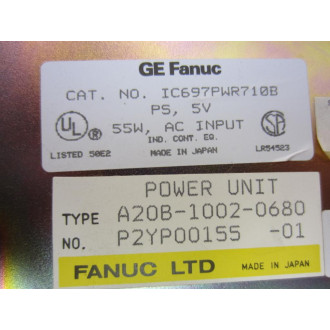 GE Fanuc
CAT. NO. IC697PWR710B
PS, 5V
55W, AC INPUT
IND. CONT. EQ.
UL
LISTED 50E2 MADE IN JAPAN LR54523
POWER UNIT
TYPE A20B-1002-0680
NO. P2YP00155 -01
FANUC LTD MADE IN JAPAN